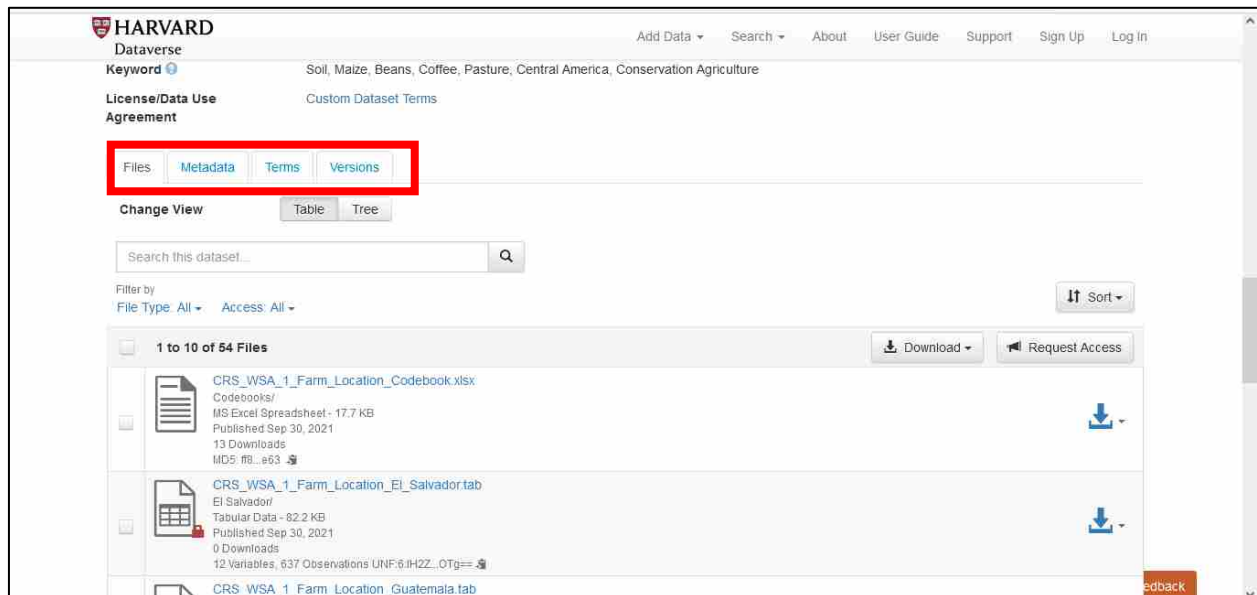 HARVARD
Dataverse
Add Data Search About User Guide Support Sign Up Log In
Keyword Soil, Maize, Beans, Coffee, Pasture, Central America, Conservation Agriculture
License/Data Use Agreement Custom Dataset Terms
Files Metadata Terms Versions
Change View Table Tree
Search this dataset...
Filter by
File Type: All Access: All
Sort
1 to 10 of 54 Files Download Request Access
CRS_WSA_1_Farm_Location_Codebook.xlsx
Codebooks/
MS Excel Spreadsheet - 17.7 KB
Published Sep 30, 2021
13 Downloads
MD5: ff8...e63
CRS_WSA_1_Farm_Location_El_Salvador.tab
El Salvador/
Tabular Data - 82.2 KB
Published Sep 30, 2021
0 Downloads
12 Variables, 637 Observations
CRS_WSA_1_Farm_Location_Guatemala.tab
edback